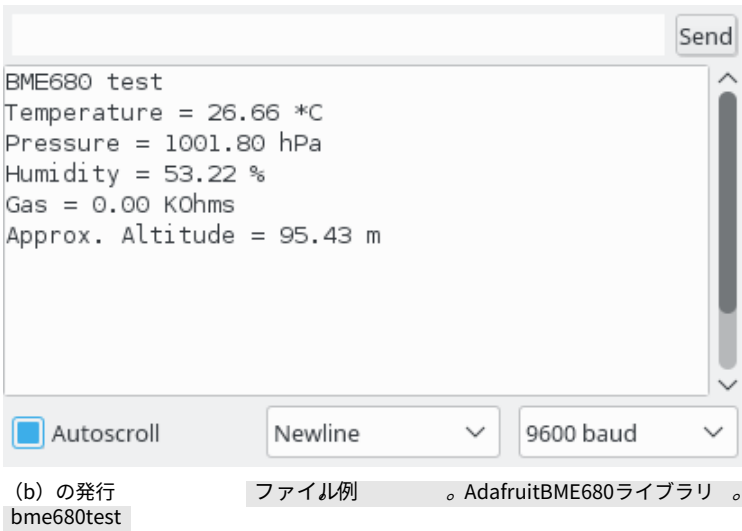 Send
BME680 test
Temperature = 26.66 *C
Pressure = 1001.80 hPa
Humidity = 53.22 %
Gas = 0.00 KOhms
Approx. Altitude = 95.43 m
Autoscroll Newline 9600 baud
（b）の発行 ファイル例 。AdafruitBME680ライブラリ 。
bme680test